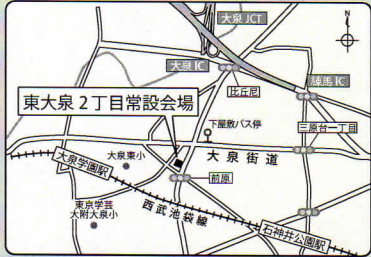 大泉JCT
N
大泉IC
練馬IC
比丘尼
東大泉2丁目常設会場
下屋敷バス停
三原台一丁目
大泉街道
大泉学園駅
大泉東小
前原
東京学芸
大附大泉小
西武池袋線
石神井公園駅